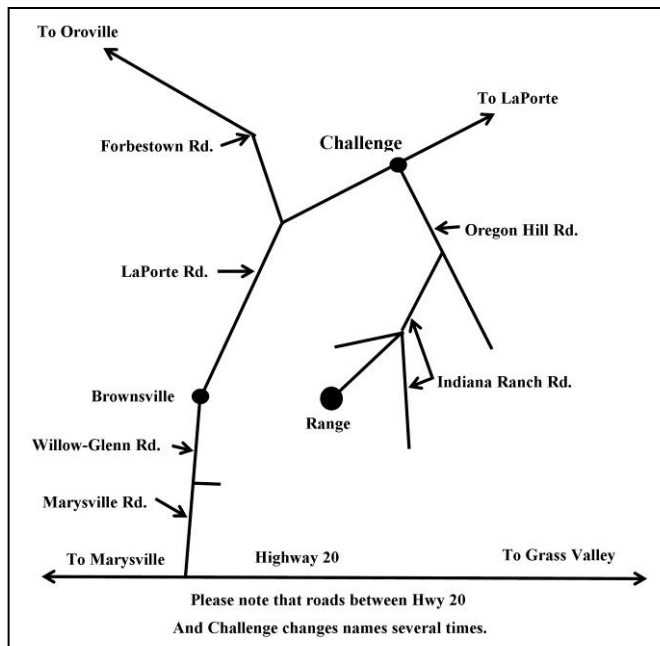 To Oroville
To LaPorte
Challenge
Forbestown Rd.
Oregon Hill Rd.
LaPorte Rd.
Indiana Ranch Rd.
Brownsville
Range
Willow-Glenn Rd.
Marysville Rd.
To Marysville
Highway 20
To Grass Valley
Please note that roads between Hwy 20
And Challenge changes names several times.